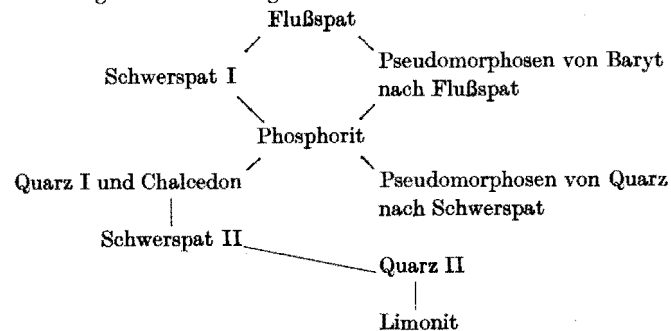 Flußspat
Schwerspat I
Pseudomorphosen von Baryt
nach Flußspat
Phosphorit
Quarz I und Chalcedon
Pseudomorphosen von Quarz
nach Schwerspat
Schwerspat II
Quarz II
Limonit